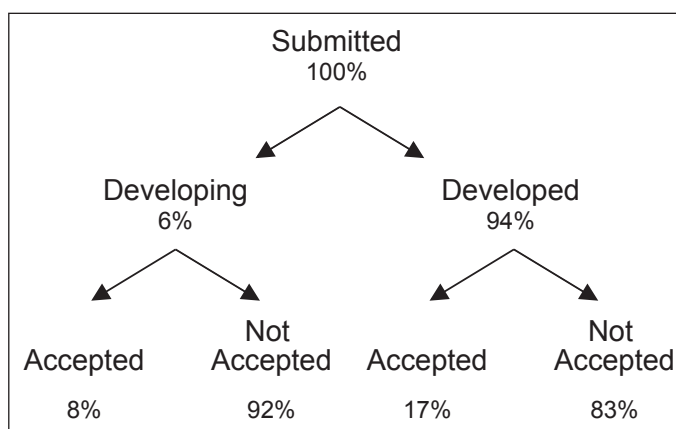 Submitted
100%
Developing
6%
Developed
94%
Accepted
8%
Not
Accepted
92%
Accepted
17%
Not
Accepted
83%